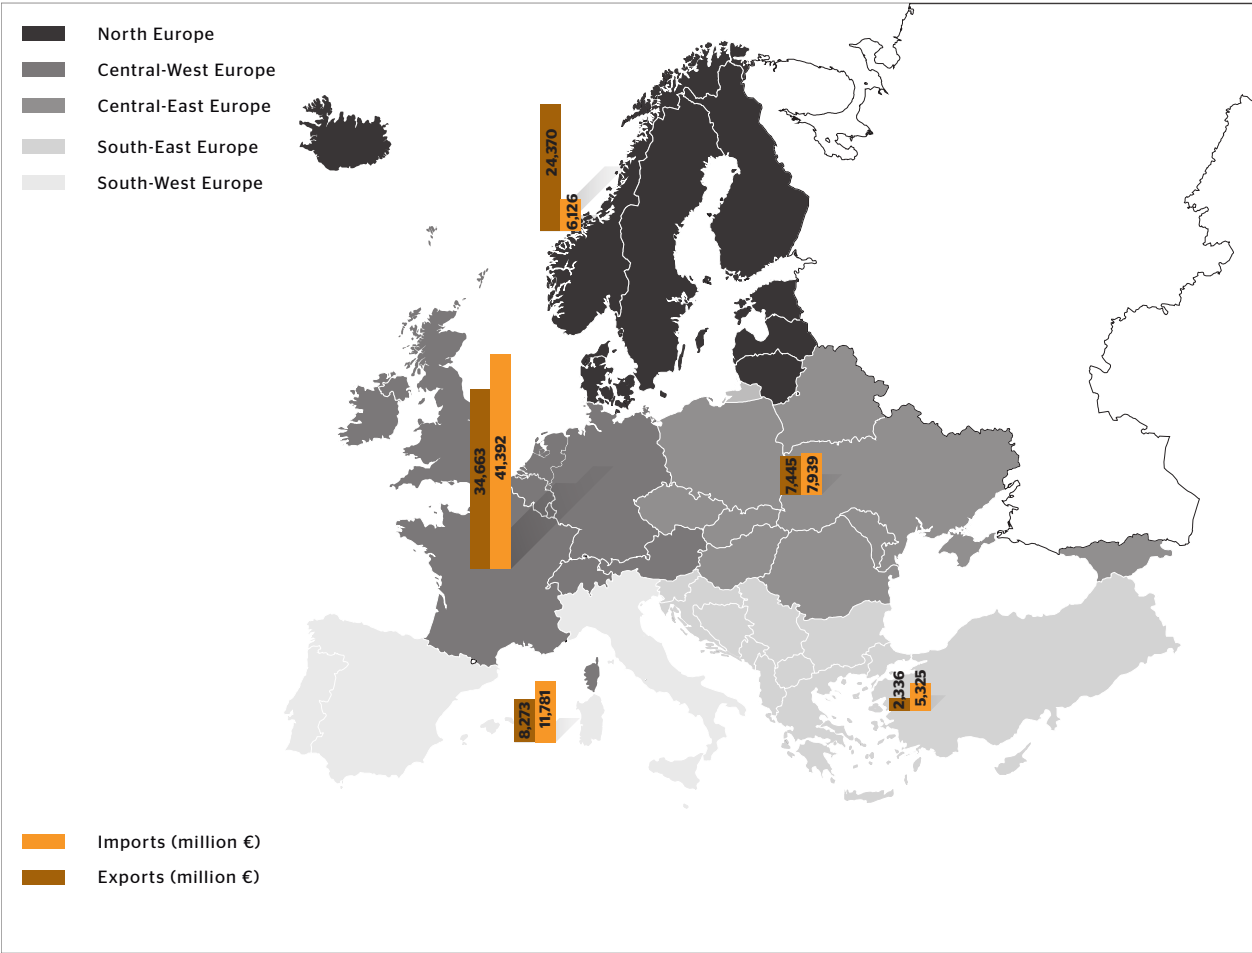 North Europe
Central-West Europe
Central-East Europe
South-East Europe
South-West Europe
24,370
6,126
34,663
41,392
7,445
7,939
2,336
5,325
8,273
11,781
Imports (million €)
Exports (million €)